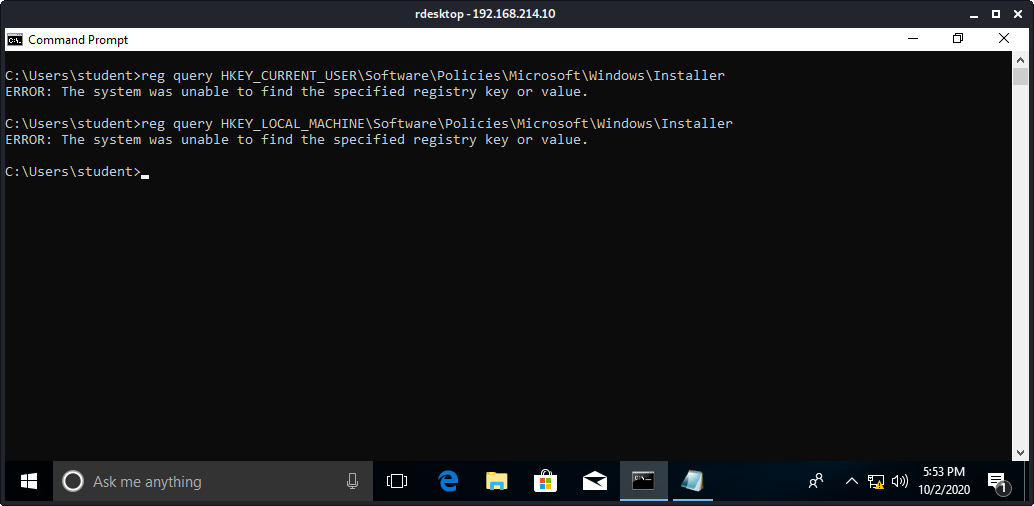 rdesktop - 192.168.214.10
Command Prompt
C:\Users\student>reg query HKEY_CURRENT_USER\Software\Policies\Microsoft\Windows\Installer
ERROR: The system was unable to find the specified registry key or value.
C:\Users\student>reg query HKEY_LOCAL_MACHINE\Software\Policies\Microsoft\Windows\Installer
ERROR: The system was unable to find the specified registry key or value.
C:\Users\student>
Ask me anything
5:53 PM
10/2/2020
1